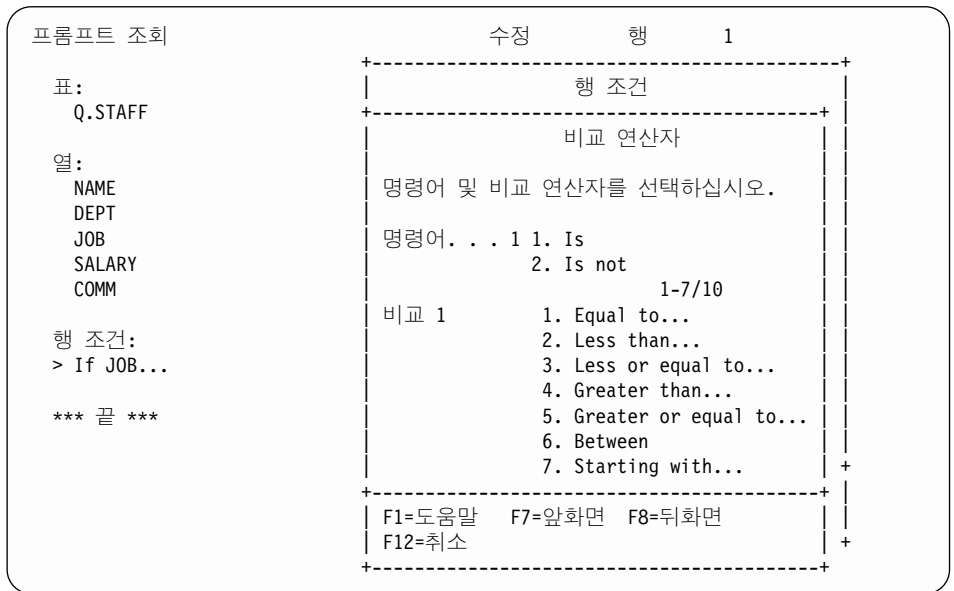 프롬프트 조회 수정 행 1
표:
Q.STAFF
열:
NAME
DEPT
JOB
SALARY
COMM
행 조건:
> If JOB...
*** 끝 ***
행 조건
비교 연산자
명령어 및 비교 연산자를 선택하십시오.
명령어. . . 1 1. Is
2. Is not
1-7/10
비교 1 1. Equal to...
2. Less than...
3. Less or equal to...
4. Greater than...
5. Greater or equal to...
6. Between
7. Starting with...
F1=도움말 F7=앞화면 F8=뒤화면
F12=취소